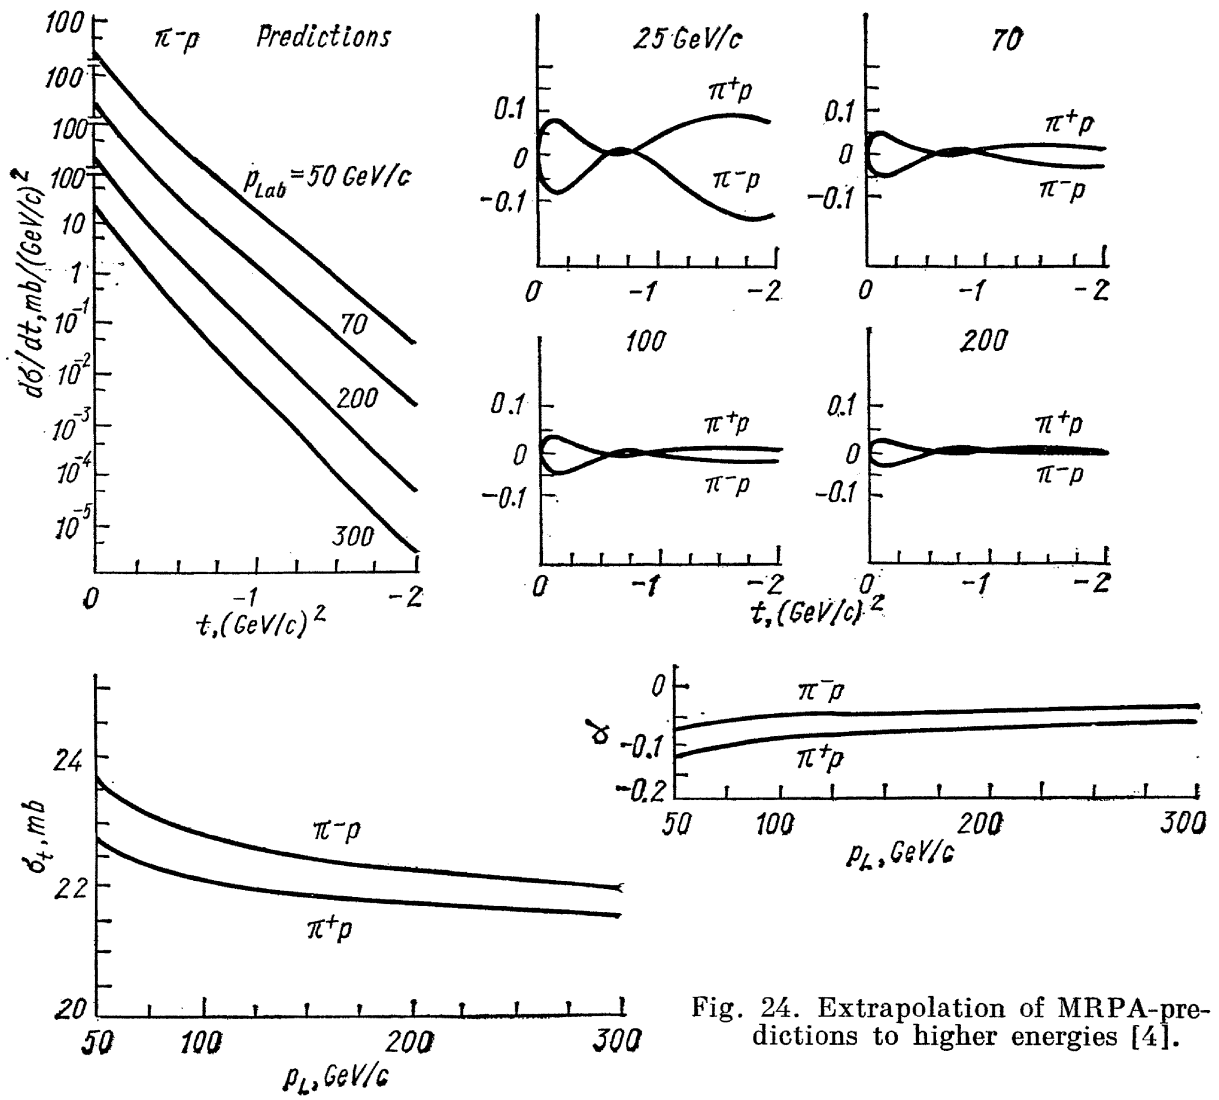 π⁻p Predictions
100
100
100
100
10
1
10⁻¹
10⁻²
10⁻³
10⁻⁴
10⁻⁵
dσ/dt, mb/(GeV/c)²
p_Lab = 50 GeV/c
70
200
300
0 -1 -2
t, (GeV/c)²
25 GeV/c
0.1
0
-0.1
π⁺p
π⁻p
0 -1 -2
70
0.1
0
-0.1
π⁺p
π⁻p
0 -1 -2
100
0.1
0
-0.1
π⁺p
π⁻p
0 -1 -2
200
0.1
0
-0.1
π⁺p
π⁻p
0 -1 -2
t, (GeV/c)²
24
22
20
σ_t, mb
π⁻p
π⁺p
50 100 200 300
p_L, GeV/c
0
-0.1
-0.2
α
π⁻p
π⁺p
50 100 200 300
p_L, GeV/c
Fig. 24. Extrapolation of MRPA-pre-
dictions to higher energies [4].